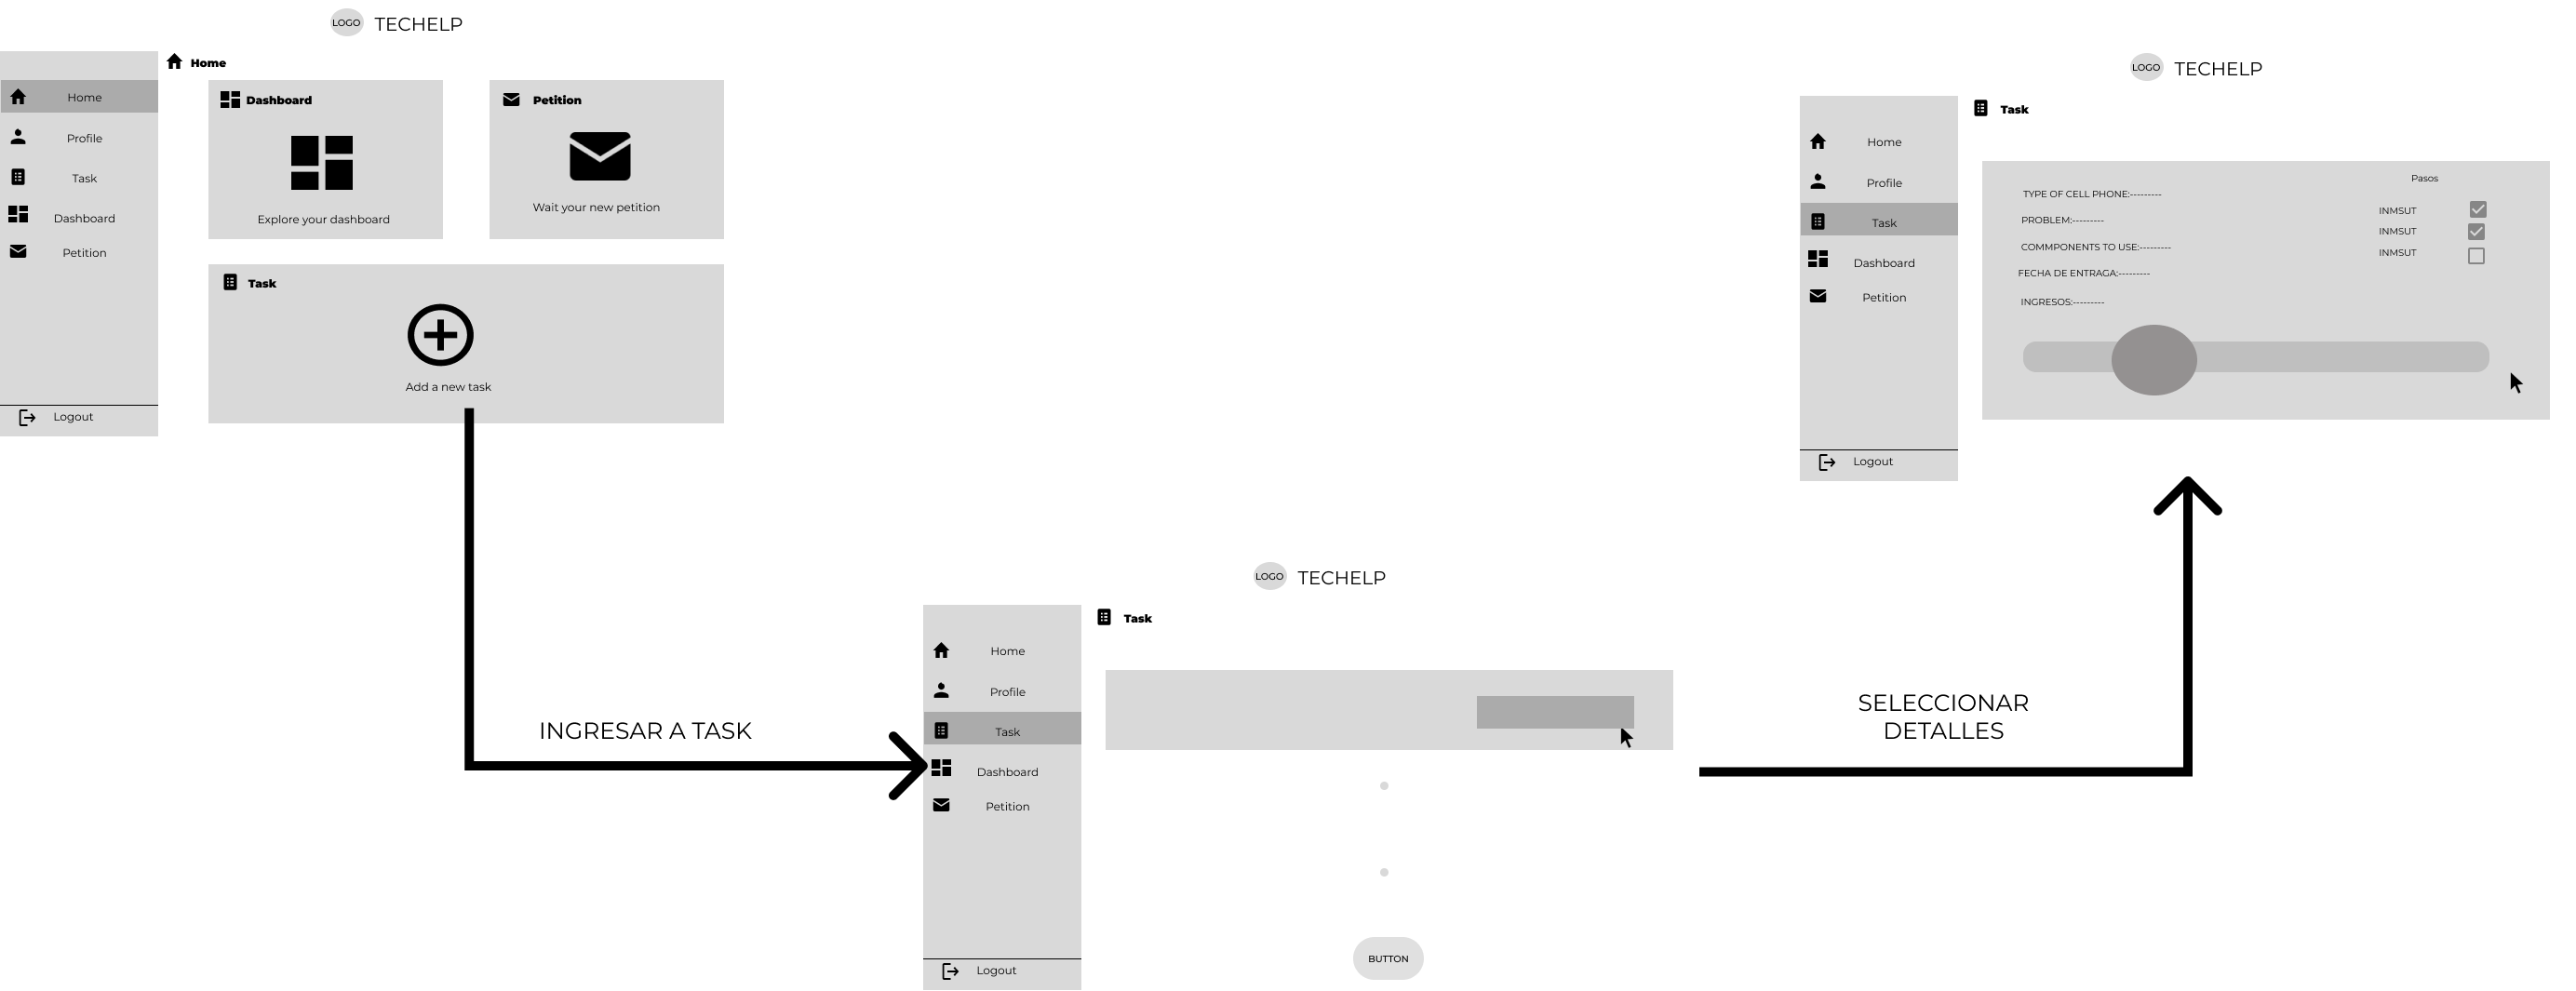 LOGO TECHELP
Home
Home
Profile
Task
Dashboard
Petition
Logout
Dashboard
Explore your dashboard
Petition
Wait your new petition
Task
Add a new task
INGRESAR A TASK
LOGO TECHELP
Task
Home
Profile
Task
Dashboard
Petition
Logout
BUTTON
SELECCIONAR
DETALLES
LOGO TECHELP
Task
Home
Profile
Task
Dashboard
Petition
Logout
TYPE OF CELL PHONE:---------
PROBLEM:---------
COMMPONENTS TO USE:---------
FECHA DE ENTRAGA:---------
INGRESOS:---------
Pasos
INMSUT
INMSUT
INMSUT